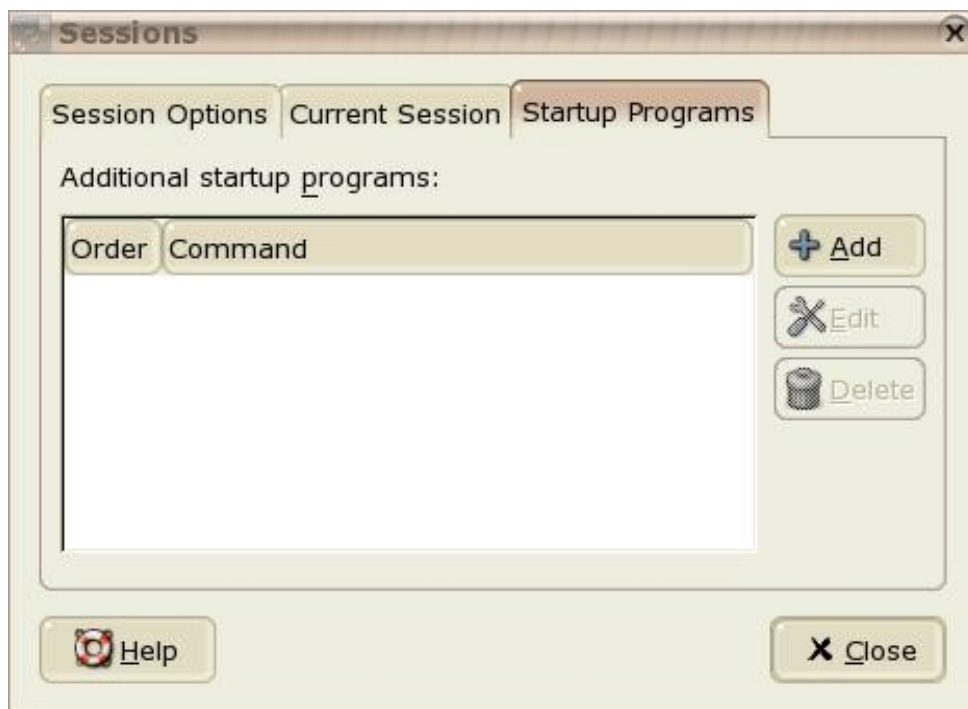 Sessions
Session Options Current Session Startup Programs
Additional startup programs:
Order Command
Add
Edit
Delete
Help Close